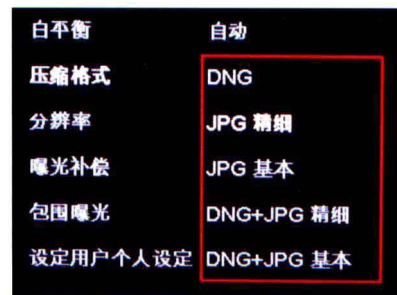 白平衡 自动
压缩格式 DNG
分辨率 JPG 精细
曝光补偿 JPG 基本
包围曝光 DNG+JPG 精细
设定用户个人设定 DNG+JPG 基本